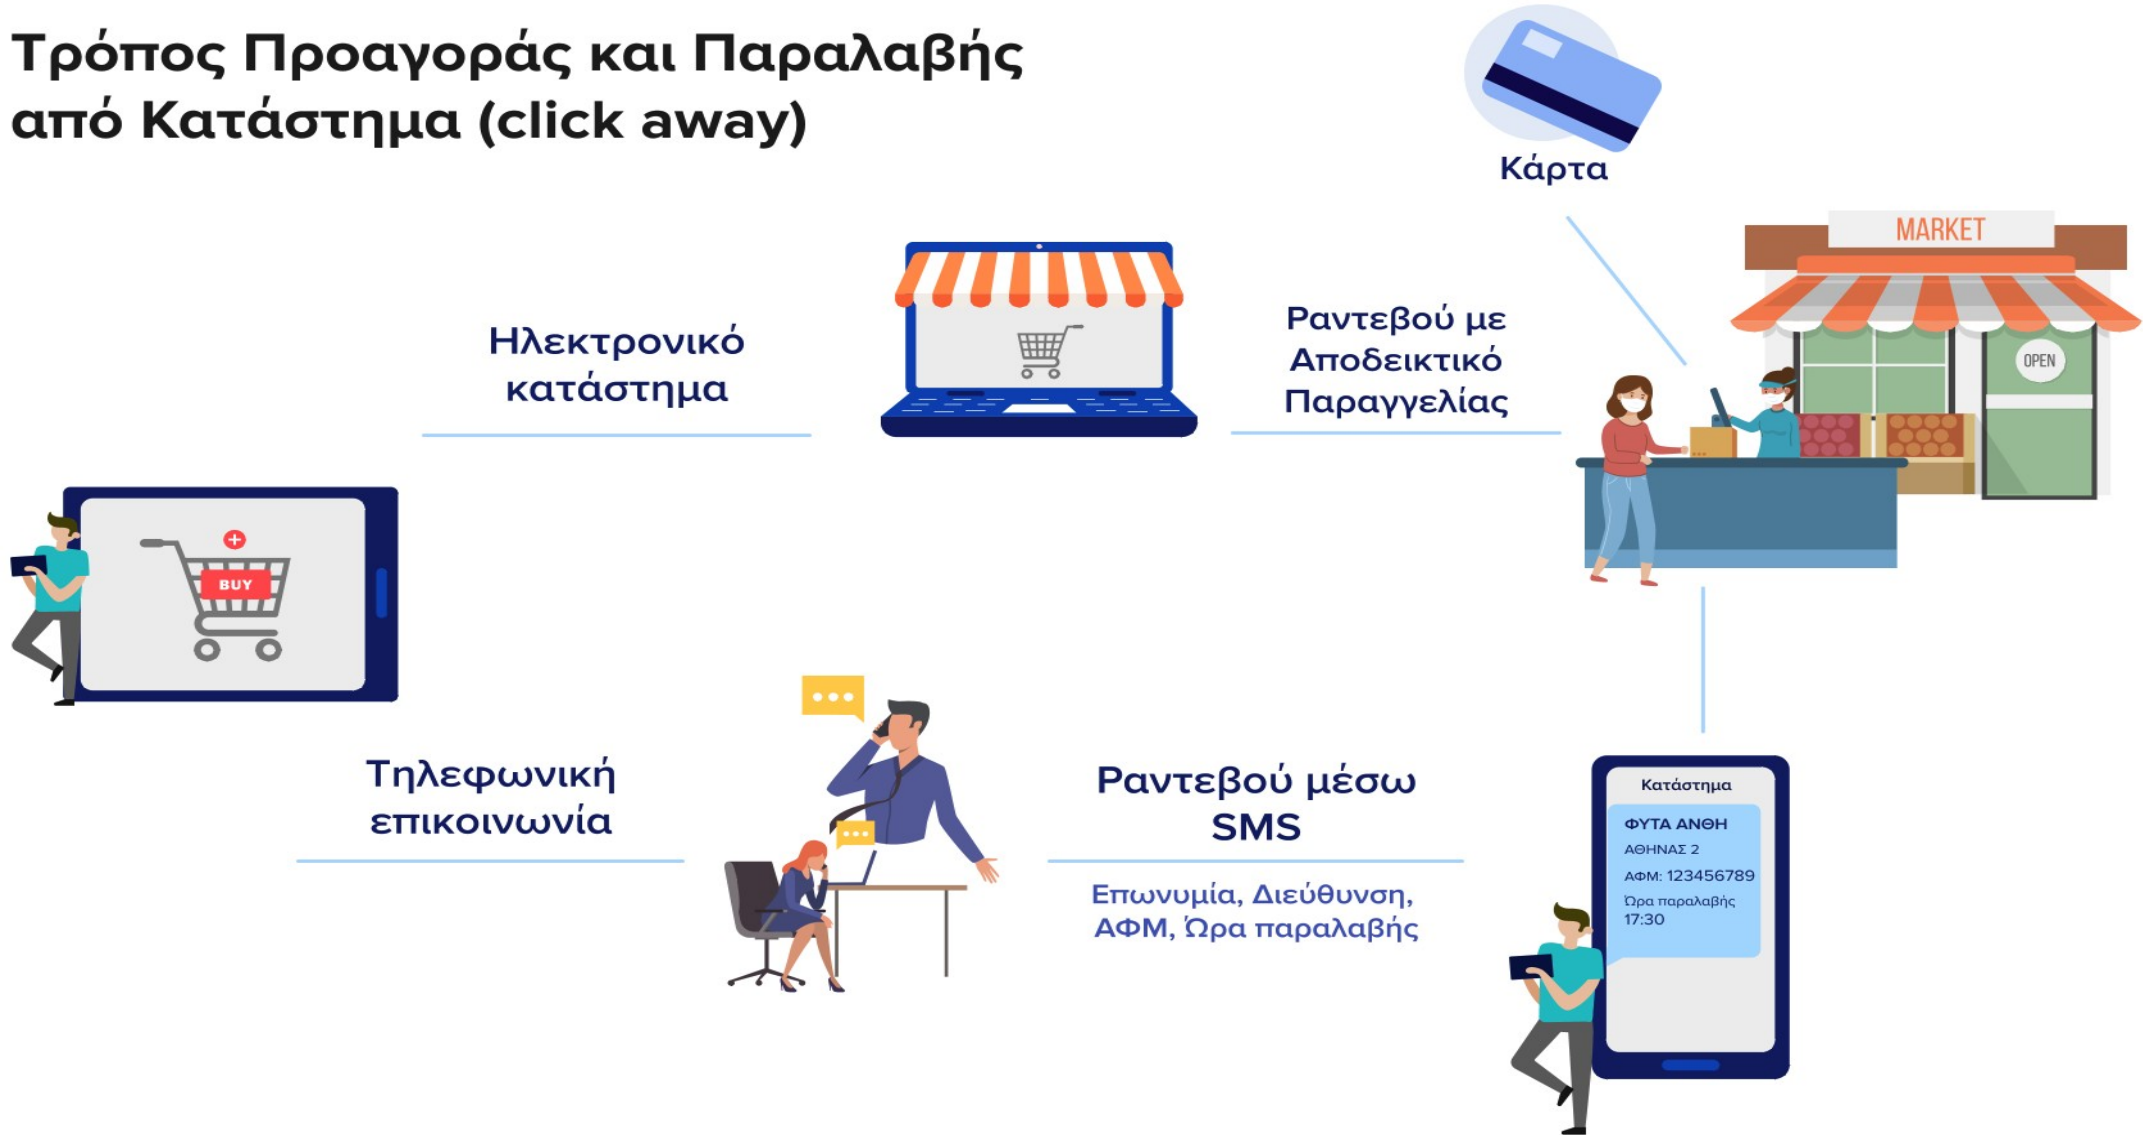 Τρόπος Προαγοράς και Παραλαβής
από Κατάστημα (click away)
Κάρτα
MARKET
OPEN
Ηλεκτρονικό
κατάστημα
Ραντεβού με
Αποδεικτικό
Παραγγελίας
BUY
Τηλεφωνική
επικοινωνία
Ραντεβού μέσω
SMS
Επωνυμία, Διεύθυνση,
ΑΦΜ, Ώρα παραλαβής
Κατάστημα
ΦΥΤΑ ΑΝΘΗ
ΑΘΗΝΑΣ 2
ΑΦΜ: 123456789
Ώρα παραλαβής
17:30